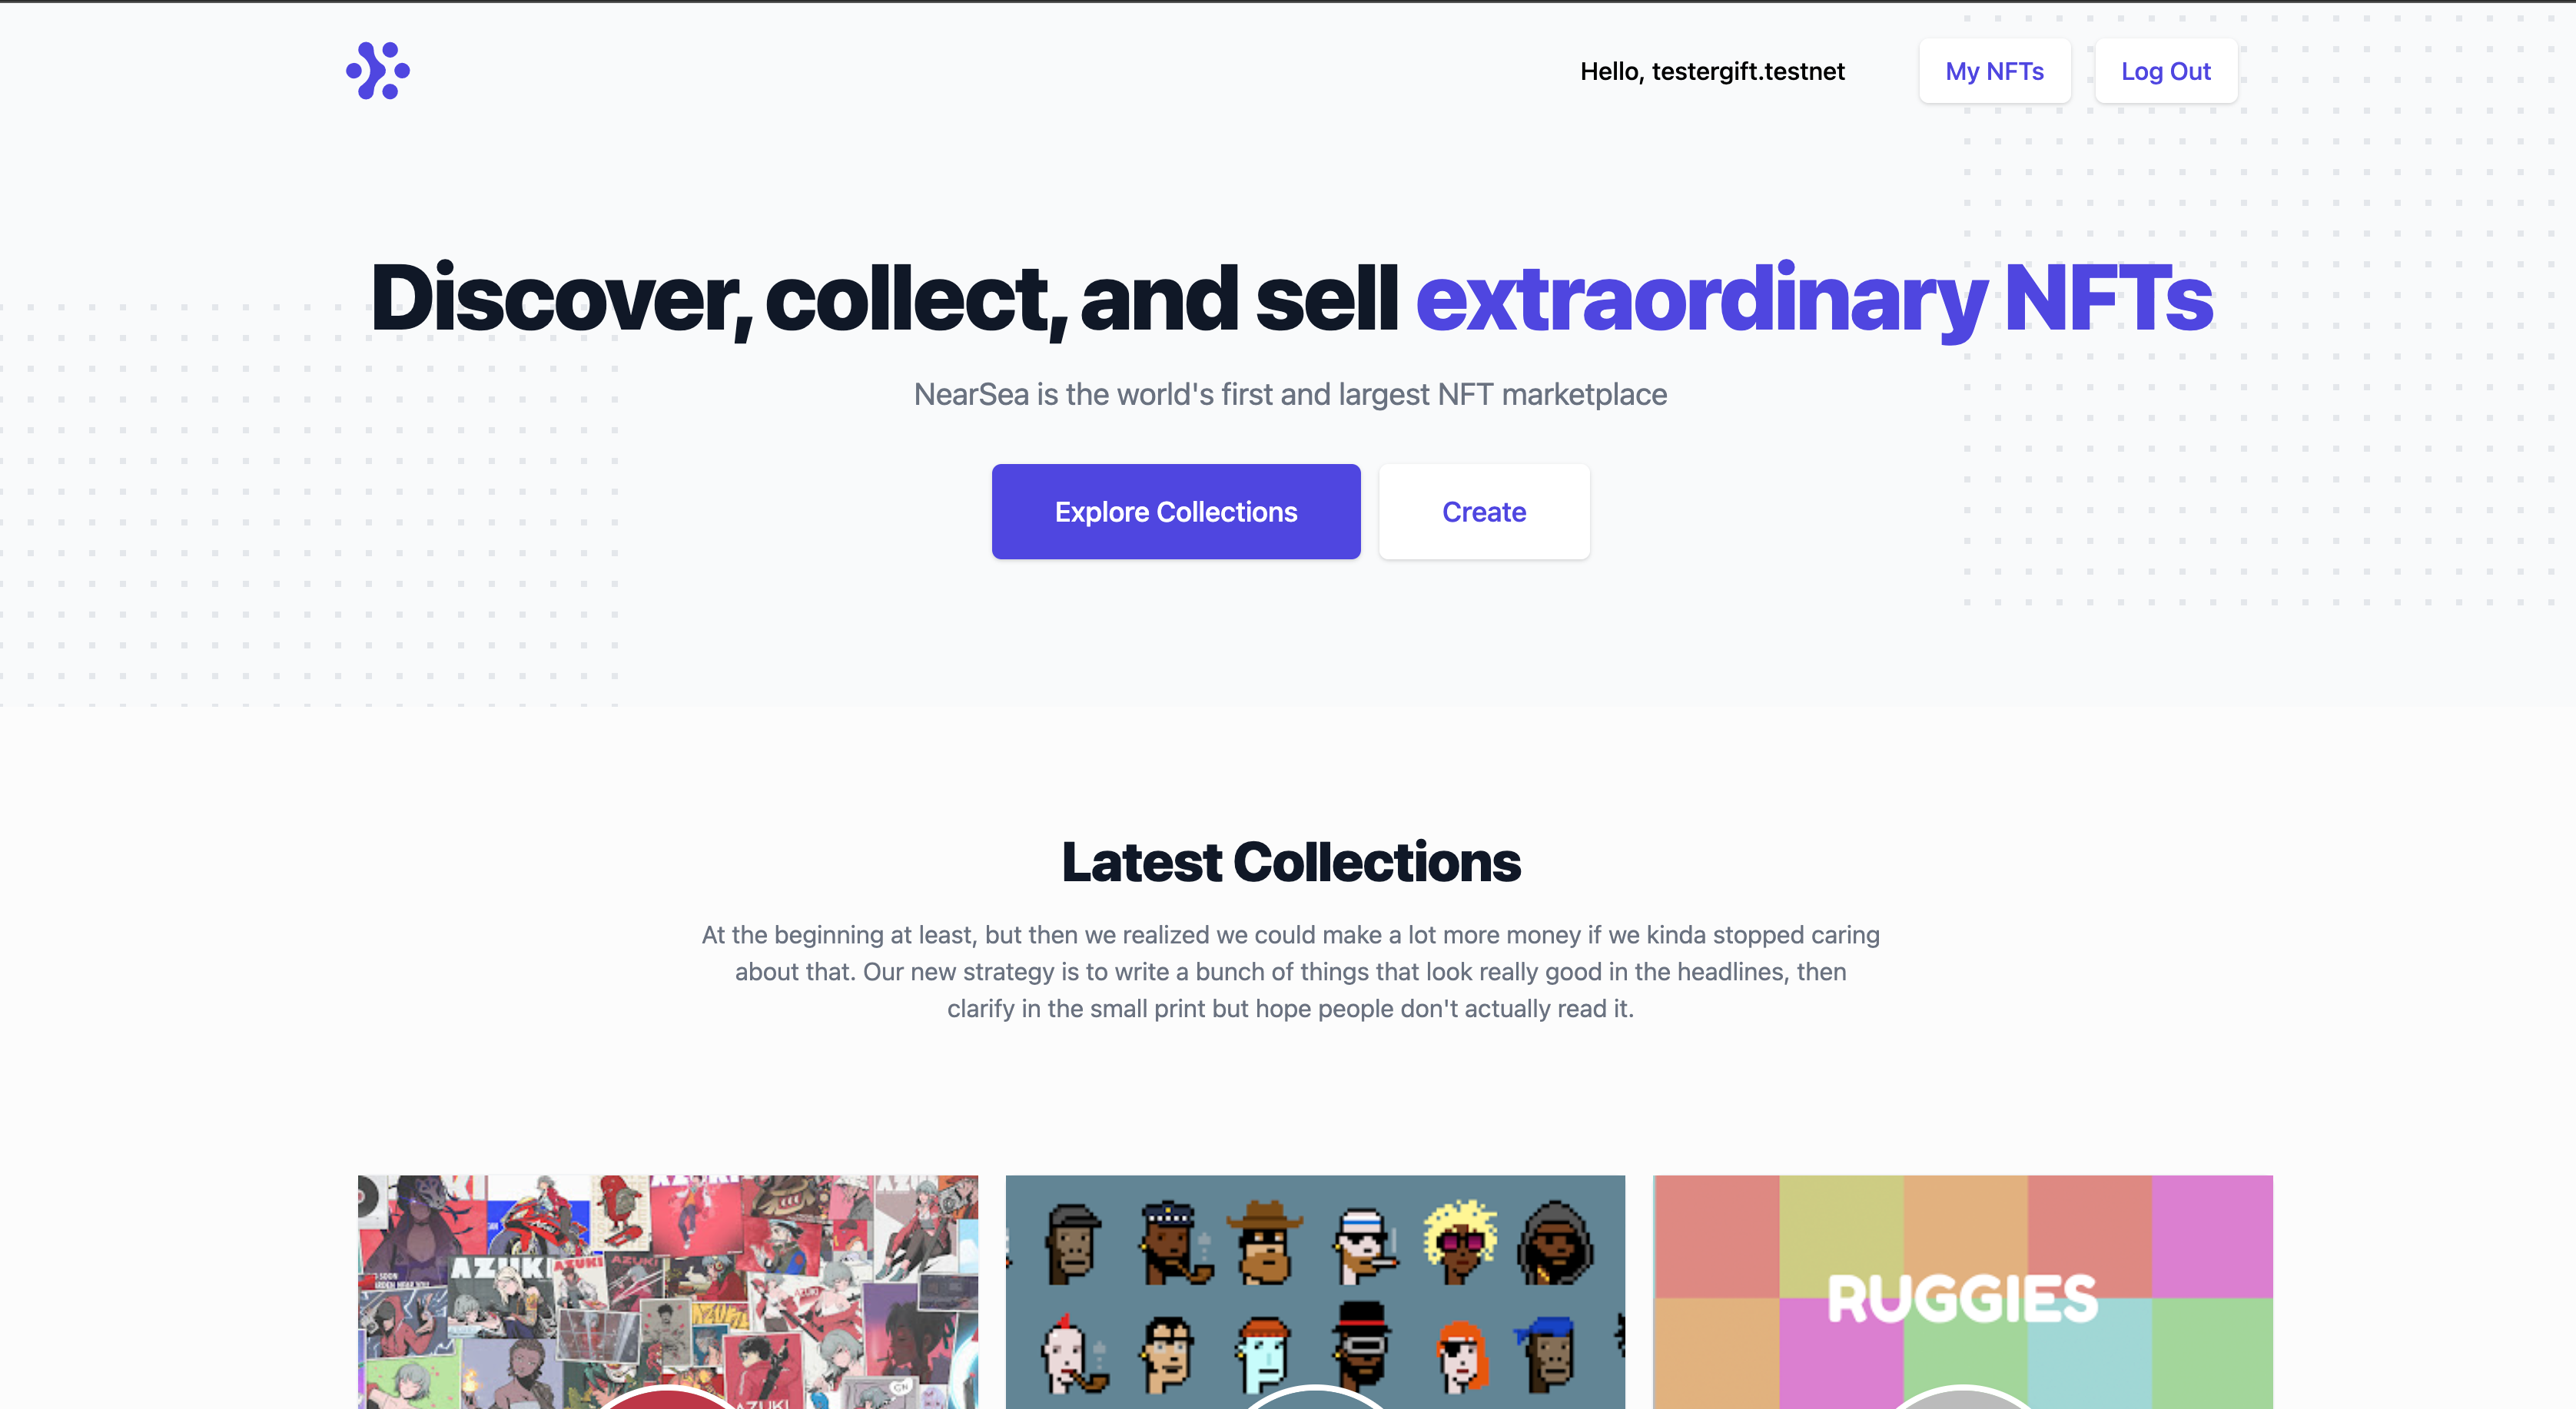 Hello, testergift.testnet
My NFTs
Log Out
Discover, collect, and sell extraordinary NFTs
NearSea is the world's first and largest NFT marketplace
Explore Collections
Create
Latest Collections
At the beginning at least, but then we realized we could make a lot more money if we kinda stopped caring
about that. Our new strategy is to write a bunch of things that look really good in the headlines, then
clarify in the small print but hope people don't actually read it.
AZUKI
AZUKI
AZUKI
AZUKI
RUGGIES